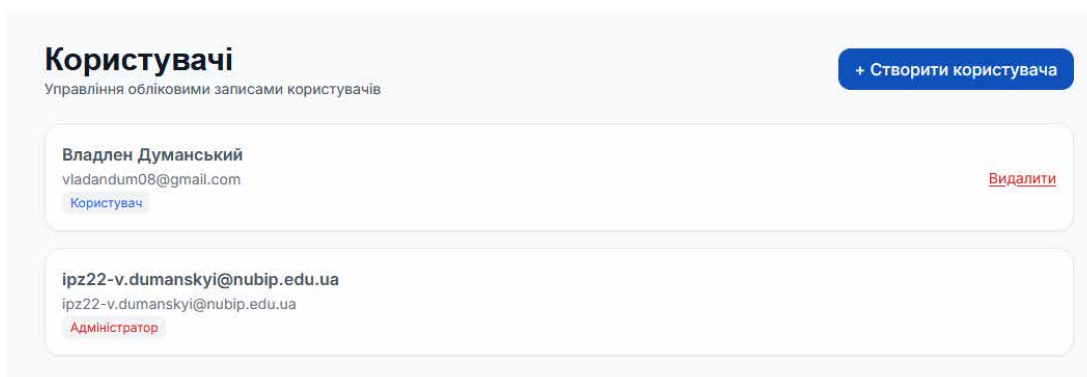 Користувачі
Управління обліковими записами користувачів
+ Створити користувача
Владлен Думанський
vladandum08@gmail.com
Користувач
Видалити
ipz22-v.dumanskyi@nubip.edu.ua
ipz22-v.dumanskyi@nubip.edu.ua
Адміністратор